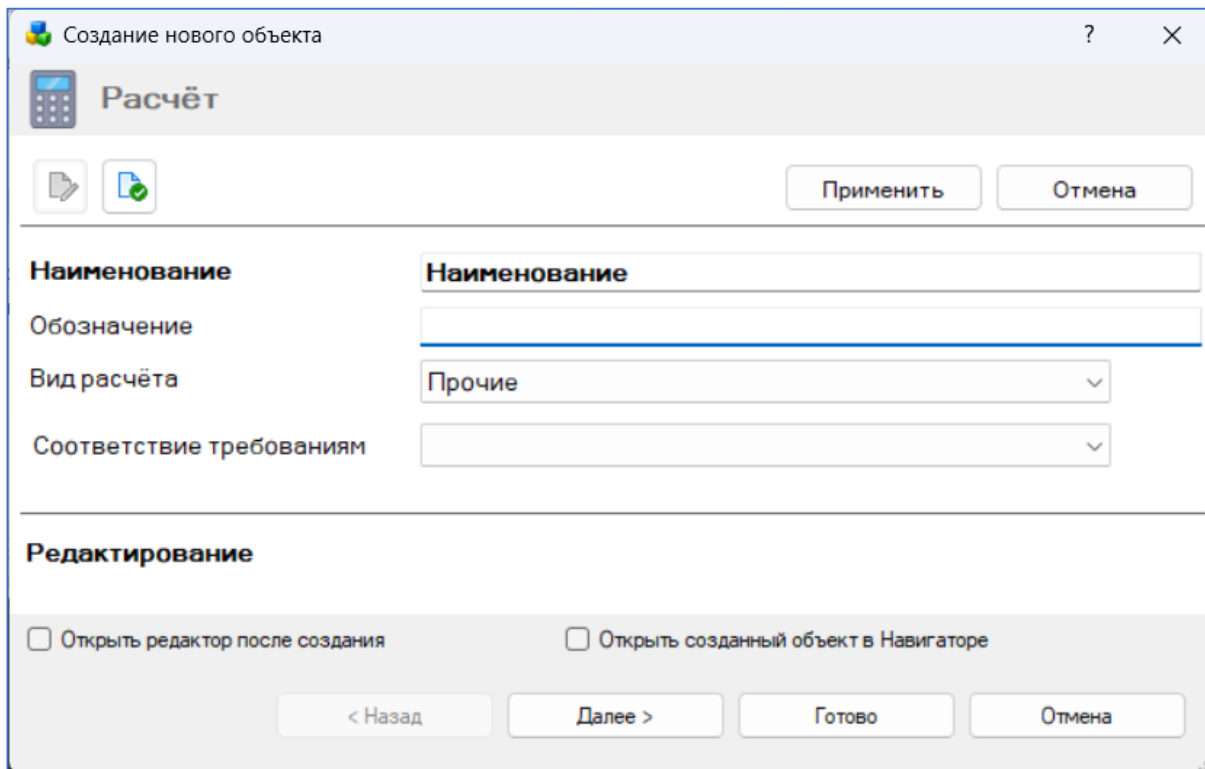 Создание нового объекта ?
Расчёт
Применить Отмена
Наименование Наименование
Обозначение
Вид расчёта Прочие
Соответствие требованиям
Редактирование
Открыть редактор после создания Открыть созданный объект в Навигаторе
< Назад Далее > Готово Отмена